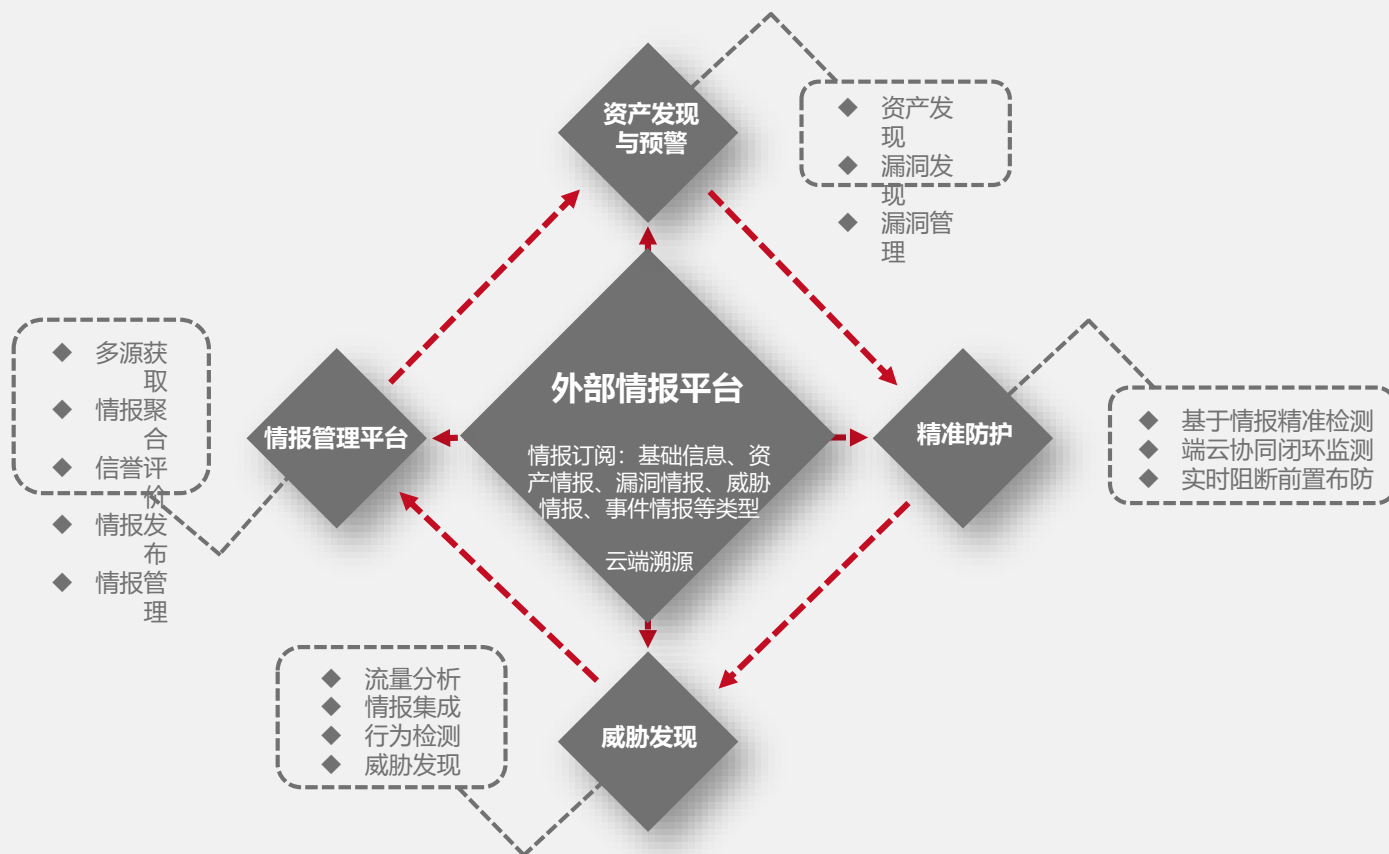 资产发现
与预警
◆ 资产发
现
◆ 漏洞发
现
◆ 漏洞管
理
◆ 多源获
取
◆ 情报聚
合
◆ 信誉评
价
◆ 情报发
布
◆ 情报管
理
情报管理平台
外部情报平台
情报订阅：基础信息、资
产情报、漏洞情报、威胁
情报、事件情报等类型
云端溯源
精准防护
◆ 基于情报精准检测
◆ 端云协同闭环监测
◆ 实时阻断前置布防
◆ 流量分析
◆ 情报集成
◆ 行为检测
◆ 威胁发现
威胁发现